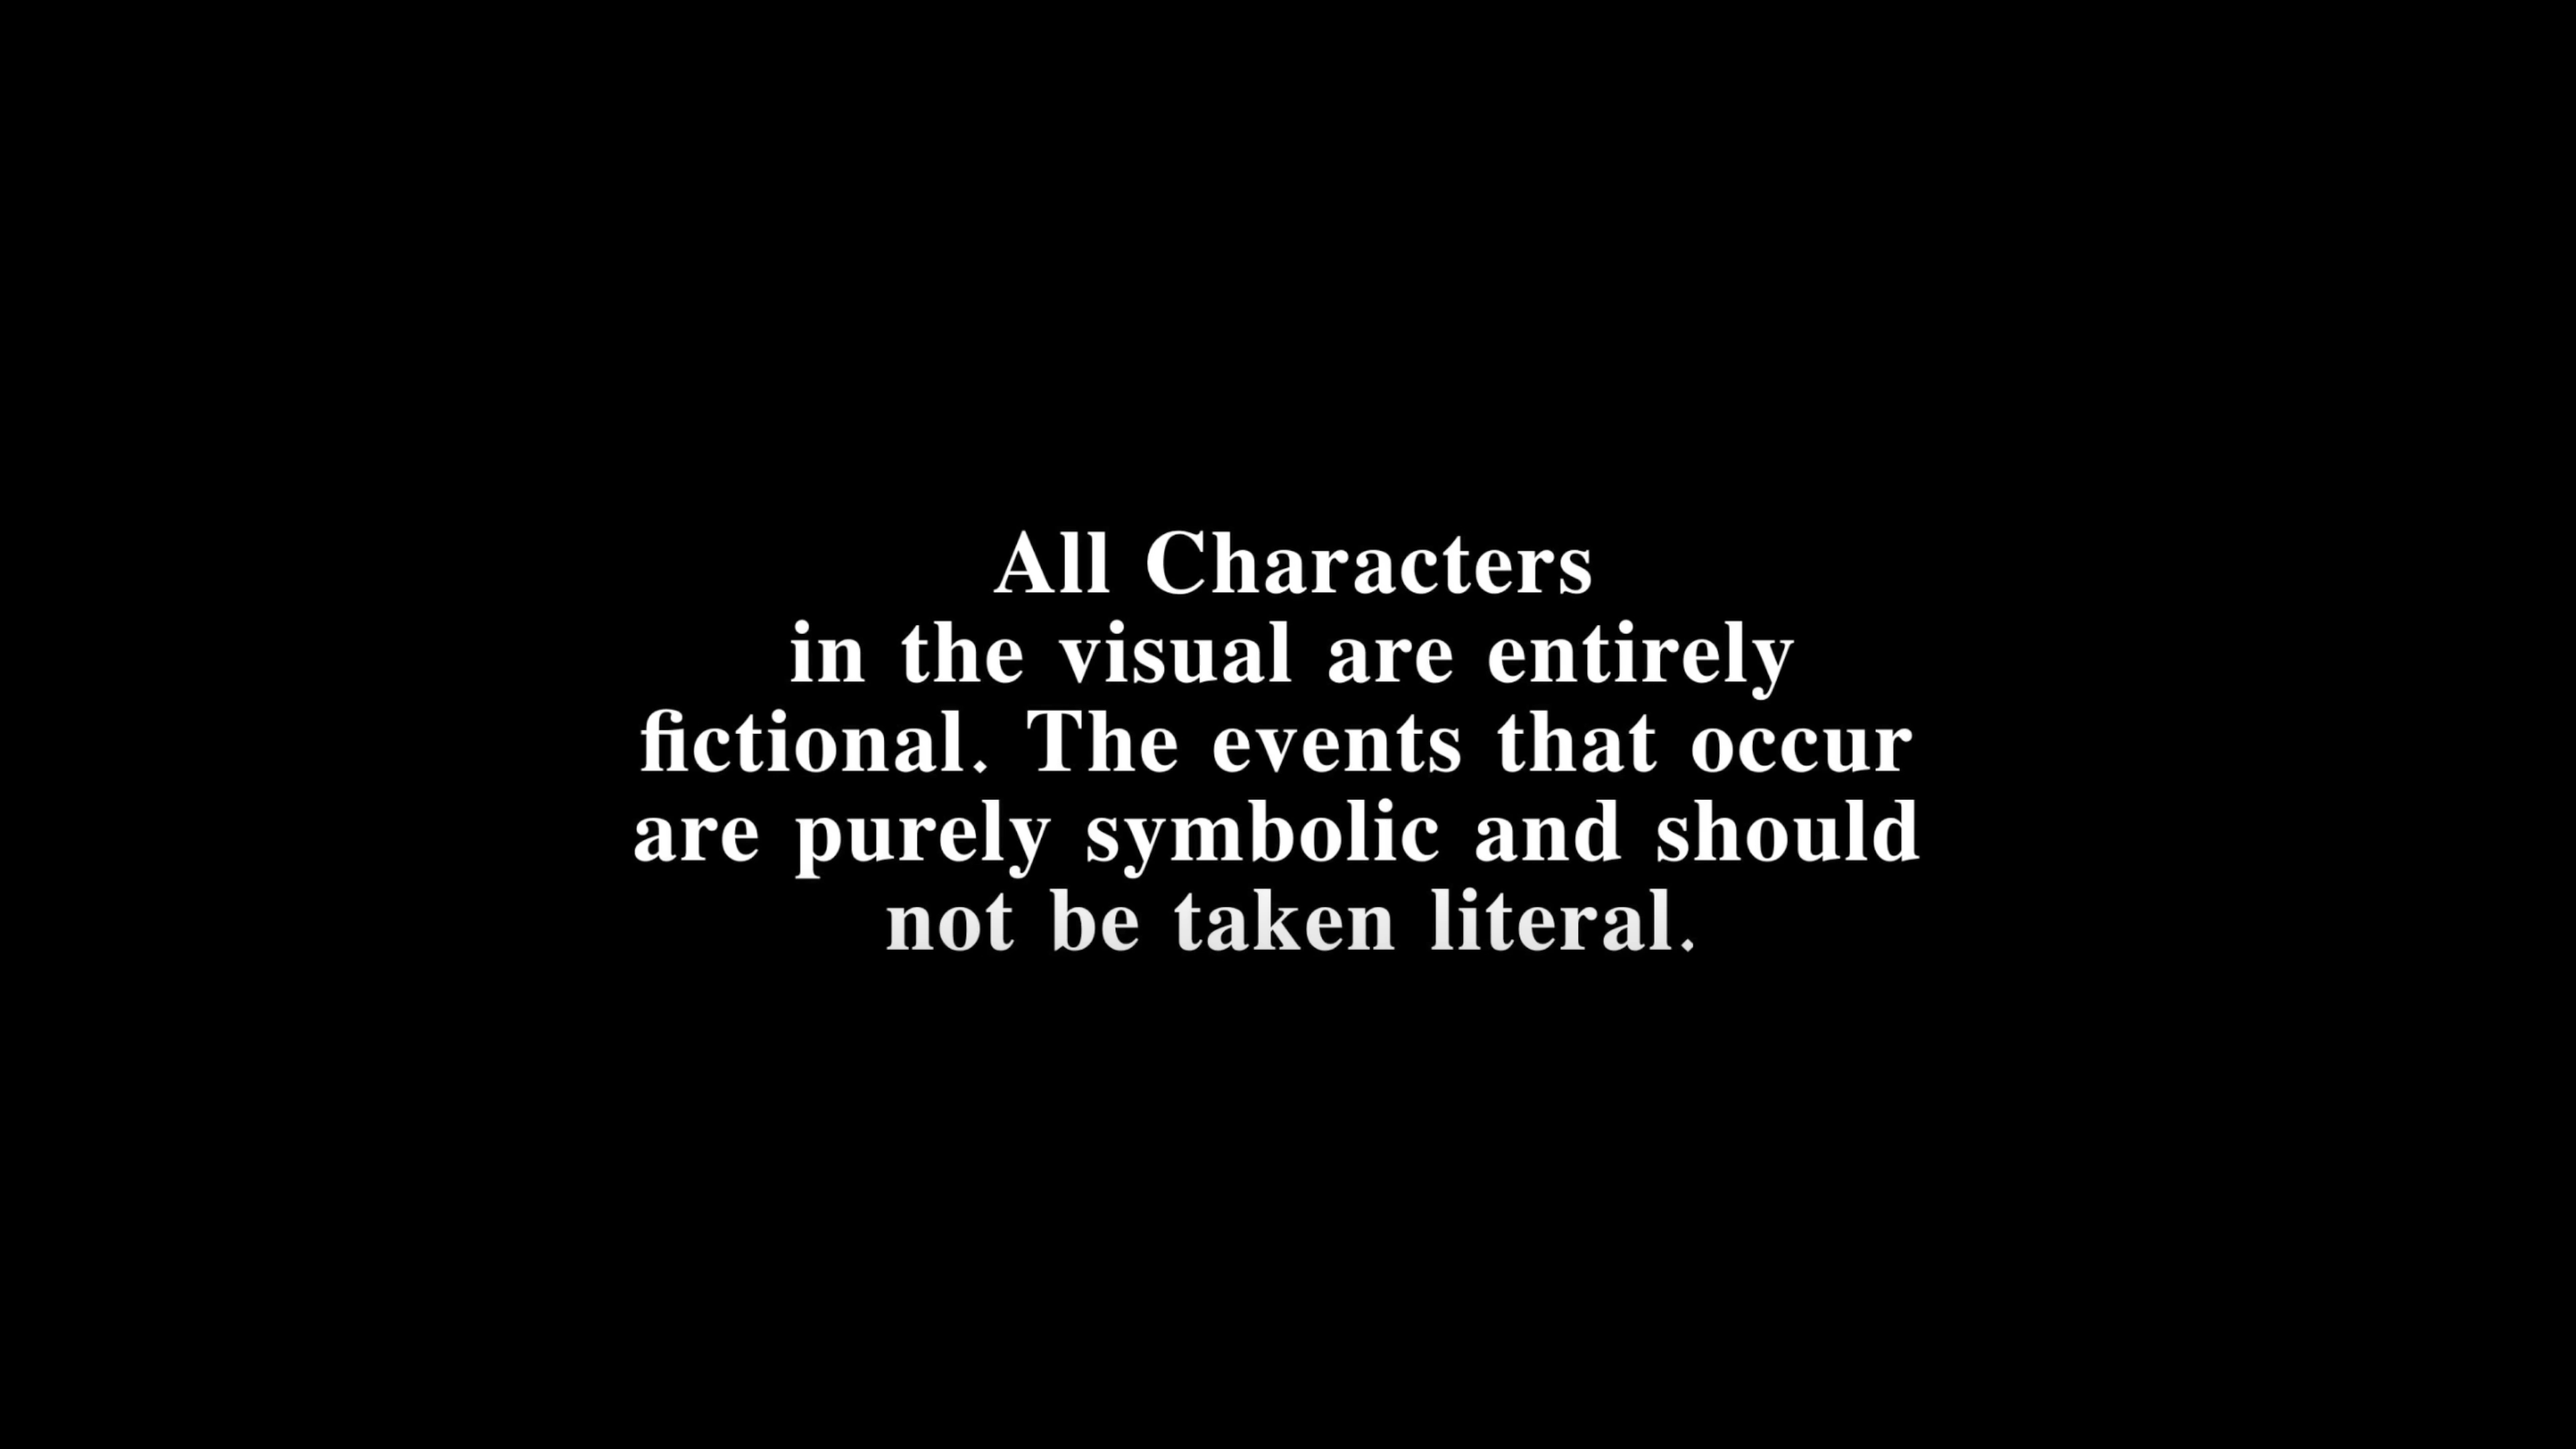 All Characters
in the visual are entirely
fictional. The events that occur
are purely symbolic and should
not be taken literal.